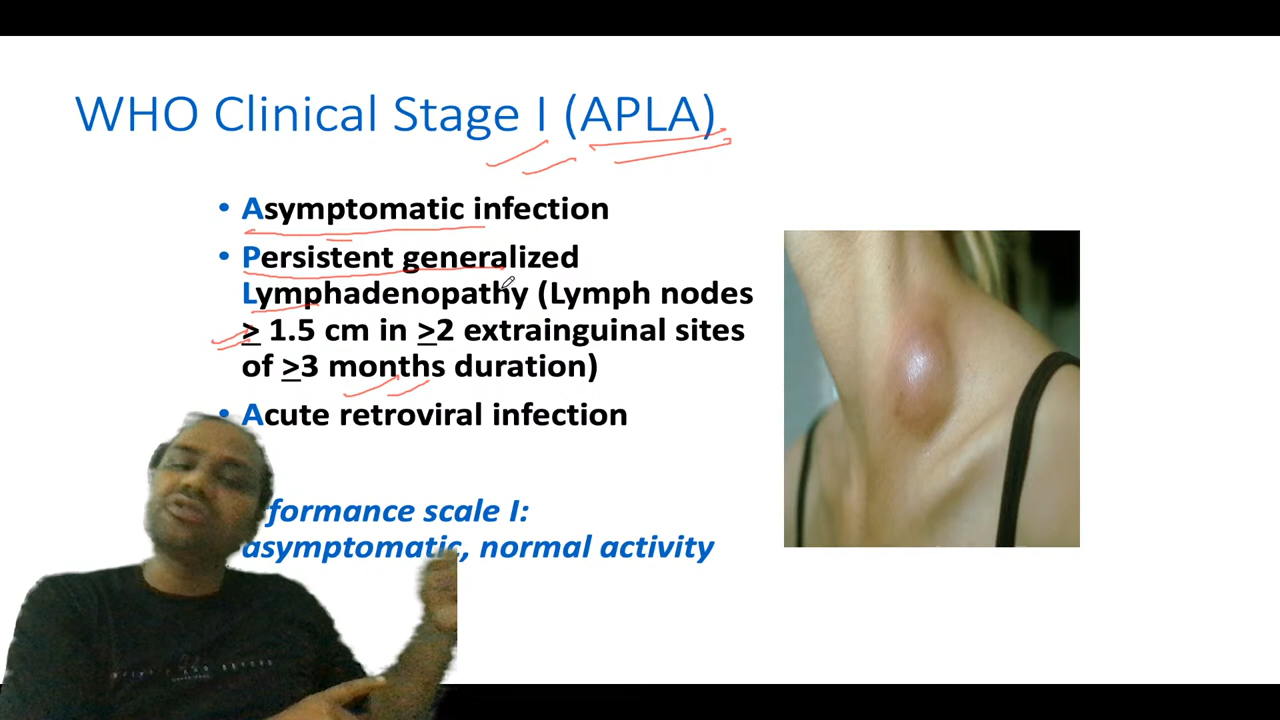 WHO Clinical Stage I (APLA)
• Asymptomatic infection
• Persistent generalized
Lymphadenopathy (Lymph nodes
≥ 1.5 cm in ≥2 extrainguinal sites
of ≥3 months duration)
• Acute retroviral infection
formance scale I:
asymptomatic, normal activity